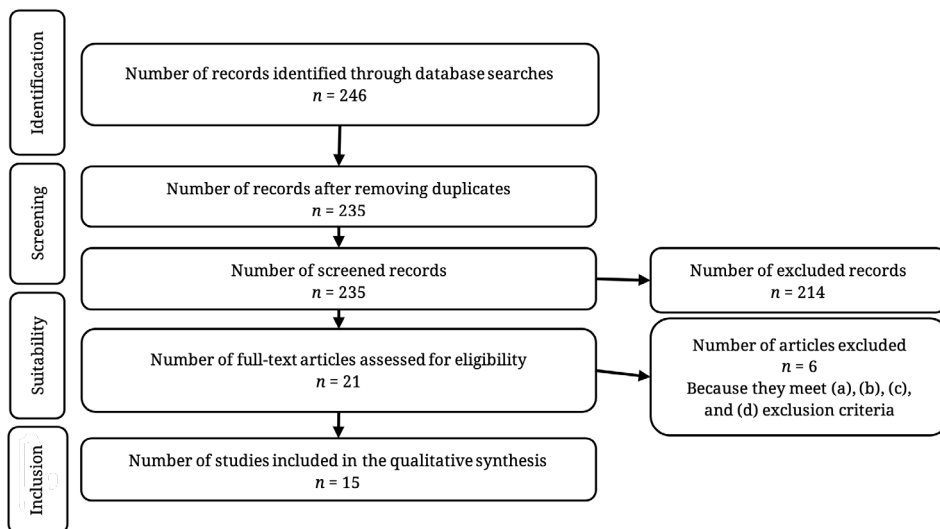 Identification
Number of records identified through database searches
n = 246
Screening
Number of records after removing duplicates
n = 235
Number of screened records
n = 235
Number of excluded records
n = 214
Suitability
Number of full-text articles assessed for eligibility
n = 21
Number of articles excluded
n = 6
Because they meet (a), (b), (c),
and (d) exclusion criteria
Inclusion
Number of studies included in the qualitative synthesis
n = 15